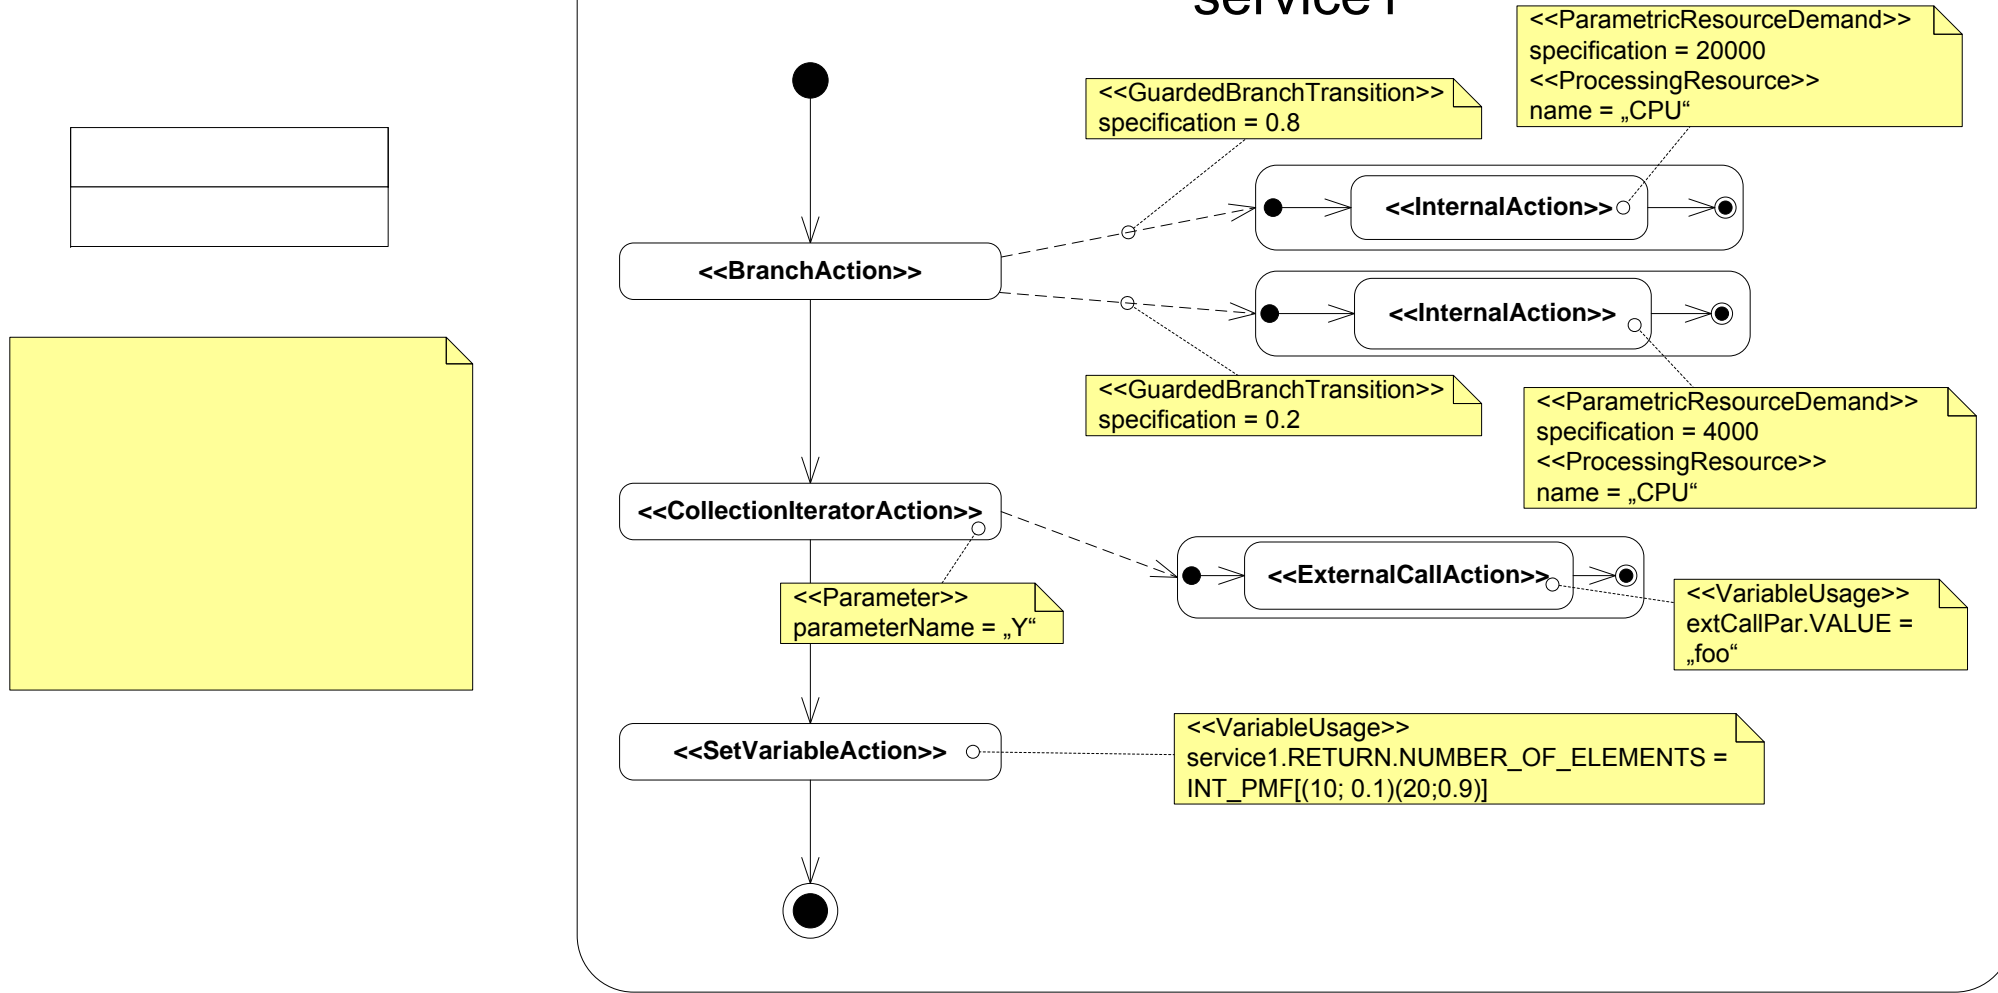 service1
<<ParametricResourceDemand>>
specification = 20000
<<ProcessingResource>>
name = „CPU“
<<GuardedBranchTransition>>
specification = 0.8
<<InternalAction>>
<<BranchAction>>
<<InternalAction>>
<<GuardedBranchTransition>>
specification = 0.2
<<ParametricResourceDemand>>
specification = 4000
<<ProcessingResource>>
name = „CPU“
<<CollectionIteratorAction>>
<<ExternalCallAction>>
<<Parameter>>
parameterName = „Y“
<<VariableUsage>>
extCallPar.VALUE =
„foo“
<<SetVariableAction>>
<<VariableUsage>>
service1.RETURN.NUMBER_OF_ELEMENTS =
INT_PMF[(10; 0.1)(20;0.9)]